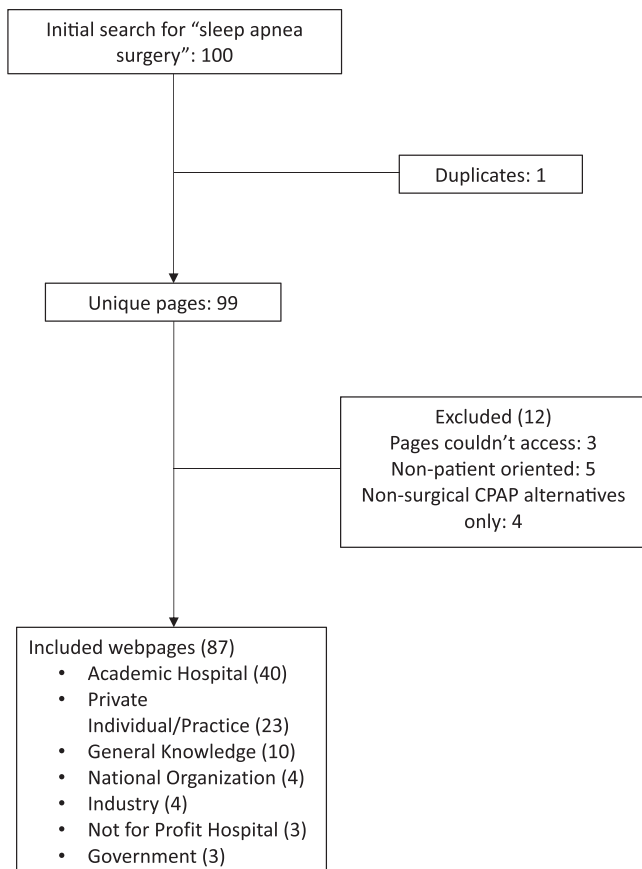 Initial search for “sleep apnea
surgery”: 100
Duplicates: 1
Unique pages: 99
Excluded (12)
Pages couldn’t access: 3
Non-patient oriented: 5
Non-surgical CPAP alternatives
only: 4
Included webpages (87)
• Academic Hospital (40)
• Private
Individual/Practice (23)
• General Knowledge (10)
• National Organization (4)
• Industry (4)
• Not for Profit Hospital (3)
• Government (3)